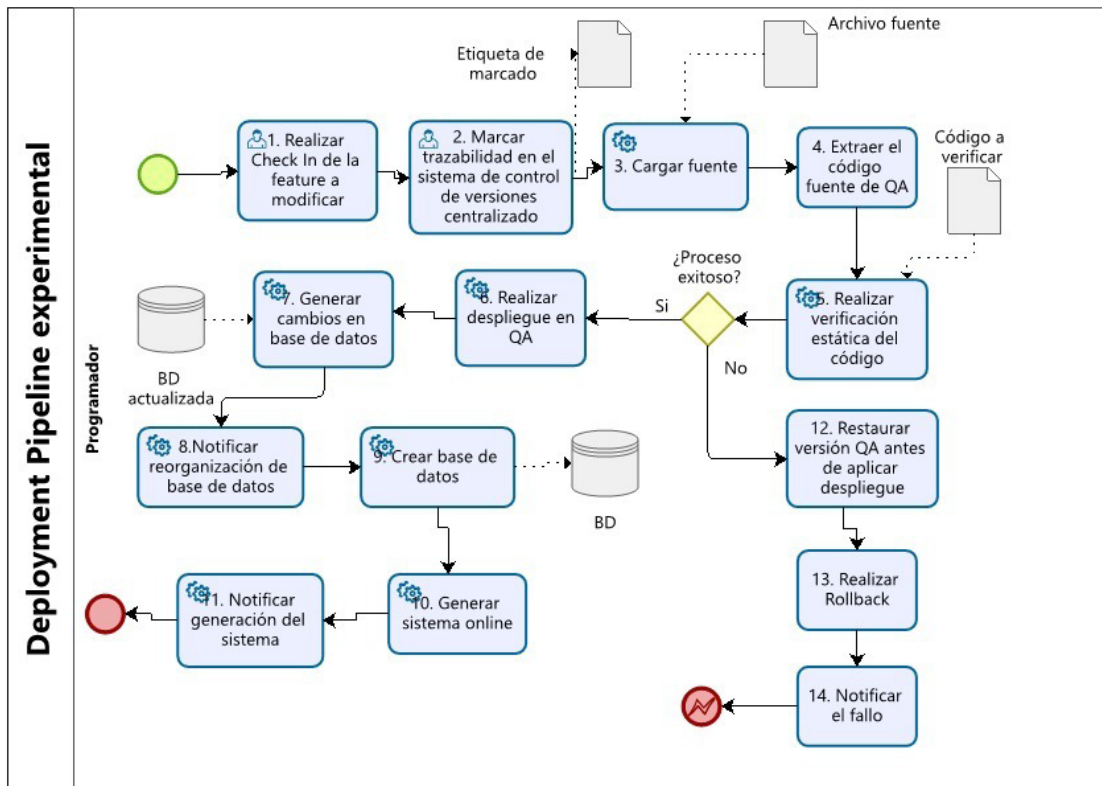 Deployment Pipeline experimental
Programador
Etiqueta de
marcado
Archivo fuente
1. Realizar
Check In de la
feature a
modificar
2. Marcar
trazabilidad en el
sistema de control
de versiones
centralizado
3. Cargar fuente
4. Extraer el
código
fuente de QA
Código a
verificar
¿Proceso
exitoso?
Si
No
5. Realizar
verificación
estática del
código
6. Realizar
despliegue en
QA
7. Generar
cambios en
base de datos
BD
actualizada
8.Notificar
reorganización de
base de datos
9. Crear base de
datos
BD
10. Generar
sistema online
11. Notificar
generación del
sistema
12. Restaurar
versión QA antes
de aplicar
despliegue
13. Realizar
Rollback
14. Notificar
el fallo